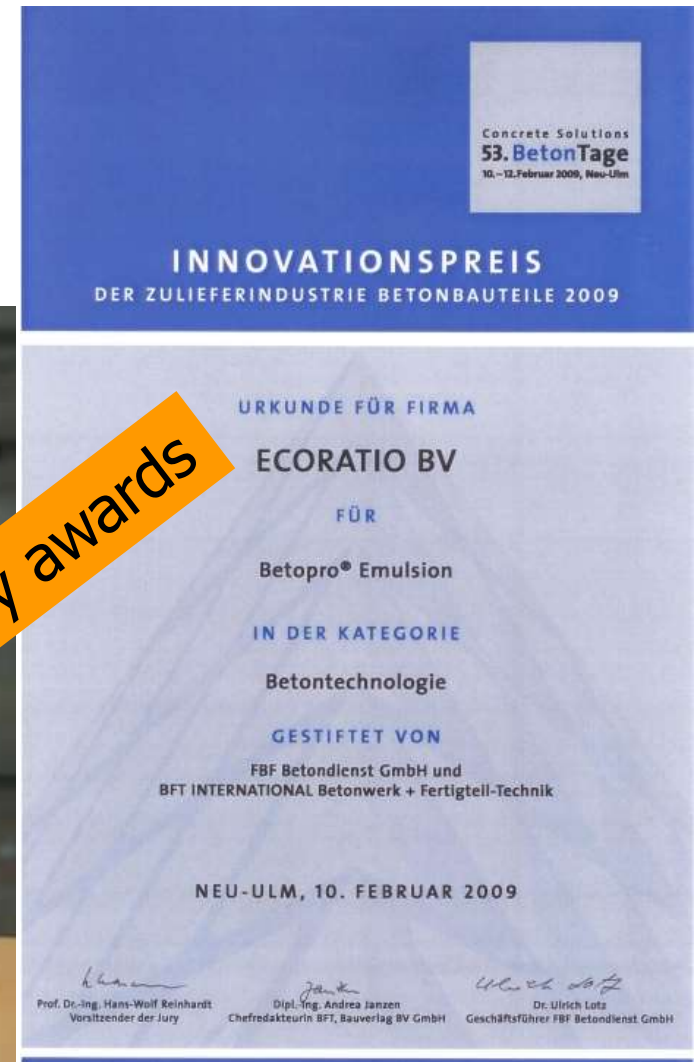 Concrete Solutions
53. BetonTage
10.–12. Februar 2009, Neu-Ulm
INNOVATIONSPREIS
DER ZULIEFERINDUSTRIE BETONBAUTEILE 2009
URKUNDE FÜR FIRMA
ECORATIO BV
FÜR
Betopro® Emulsion
IN DER KATEGORIE
Betontechnologie
GESTIFTET VON
FBF Betondienst GmbH und
BFT INTERNATIONAL Betonwerk + Fertigteil-Technik
NEU-ULM, 10. FEBRUAR 2009
Ulrich Lotz
Prof. Dr.-Ing. Hans-Wolf Reinhardt
Vorsitzender der Jury
Dipl.-Ing. Andrea Janzen
Chefredakteurin BFT, Bauverlag BV GmbH
Dr. Ulrich Lotz
Geschäftsführer FBF Betondienst GmbH
awards